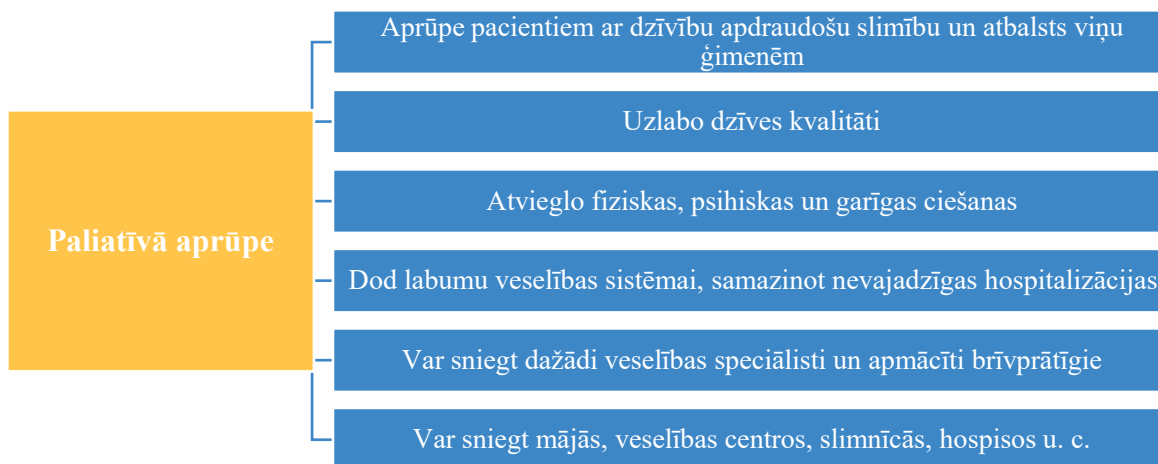 Aprūpe pacientiem ar dzīvību apdraudošu slimību un atbalsts viņu
ģimenēm
Uzlabo dzīves kvalitāti
Atvieglo fiziskas, psihiskas un garīgas ciešanas
Paliatīvā aprūpe
Dod labumu veselības sistēmai, samazinot nevajadzīgas hospitalizācijas
Var sniegt dažādi veselības speciālisti un apmācīti brīvprātīgie
Var sniegt mājās, veselības centros, slimnīcās, hospisos u. c.